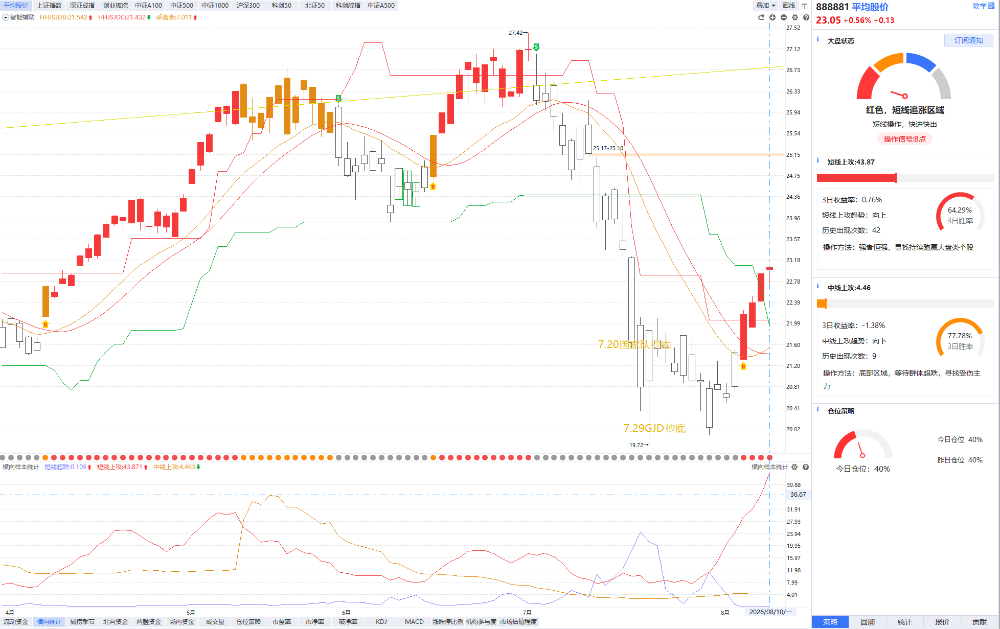 平均股价 上证指数 深证成指 创业板综 中证A100 中证500 中证1000 沪深300 科创50 北证50 科创综指 中证A500 叠加 画线
智能辅助 HHJSJDB:21.542 HHJSJDC:21.432 乖离率:7.011
27.52
27.42
27.12
26.73
26.33
25.94
25.54
25.17-25.10
25.15
24.75
24.36
23.96
23.57
23.18
22.78
22.39
21.99
7.20国家队抄底
21.60
21.20
20.81
20.41
7.29GJD抄底
20.02
19.72
S
S
B
B
B
横向样本统计 短线超跌:0.109 短线上攻:43.871 中线上攻:4.463 横向样本统计
39.88
36.67
31.91
27.93
23.94
19.95
15.97
11.98
7.99
4.01
4月 5月 6月 7月 8月 2026/08/10/一
流动资金 横向统计 捕捞季节 北向资金 两融资金 场内资金 成交量 仓位策略 市盈率 市净率 破净率 KDJ MACD 涨跌停比例 机构参与度 市场估值程度
888881 平均股价 教学
23.05 +0.56% +0.13
大盘状态 订阅通知
红色，短线追涨区域
短线操作，快进快出
操作信号:B点
短线上攻:43.87
3日收益率：0.76%
短线上攻趋势：向上
历史出现次数：42
64.29%
3日胜率
操作方法：强者恒强，寻找持续跑赢大盘类个股
中线上攻:4.46
3日收益率：-1.38%
中线上攻趋势：向下
历史出现次数：9
77.78%
3日胜率
操作方法：底部区域，等待群体超跌，寻找受伤主
力
仓位策略
今日仓位 40%
昨日仓位 40%
今日仓位：40%
策略 回溯 统计 报价 贡献